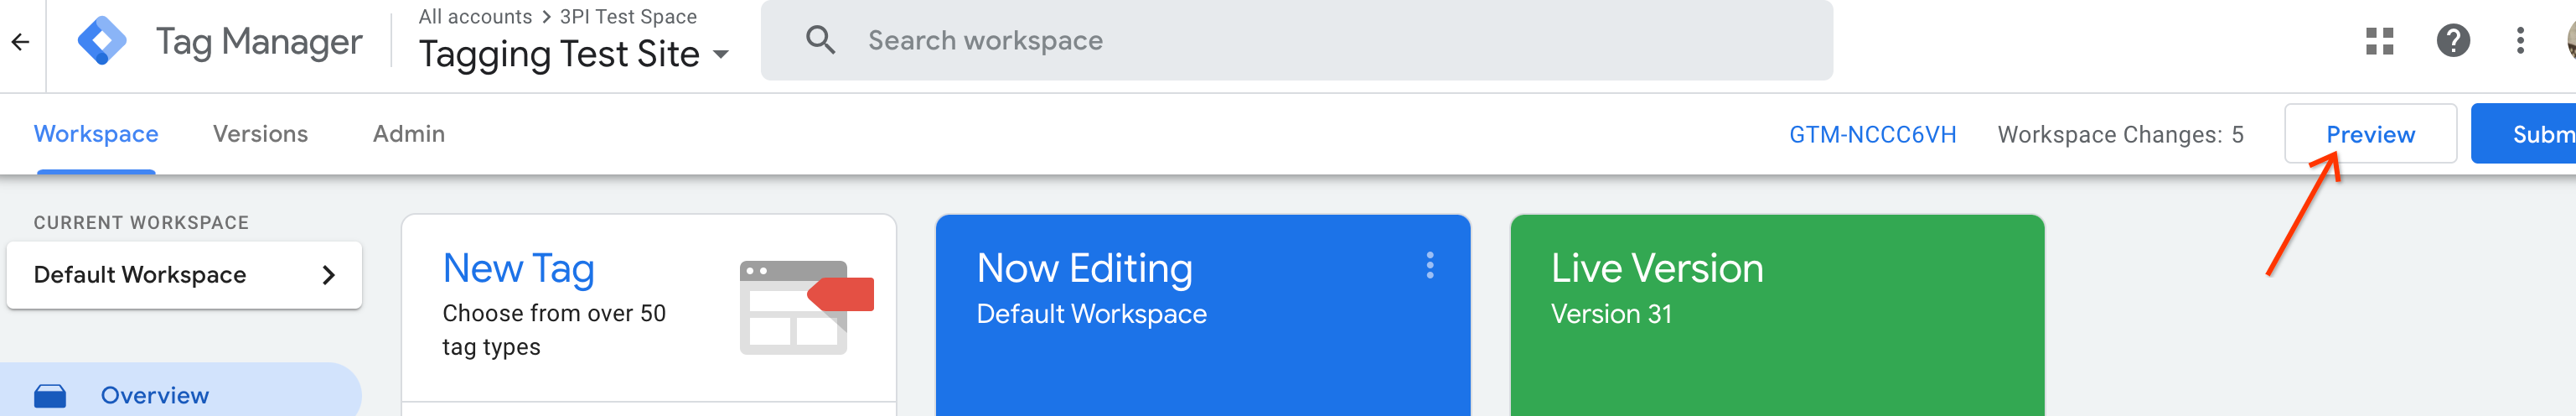 Tag Manager
All accounts > 3PI Test Space
Tagging Test Site
Search workspace
Workspace
Versions
Admin
GTM-NCCC6VH
Workspace Changes: 5
Preview
Subm
CURRENT WORKSPACE
Default Workspace
Overview
New Tag
Choose from over 50
tag types
Now Editing
Default Workspace
Live Version
Version 31